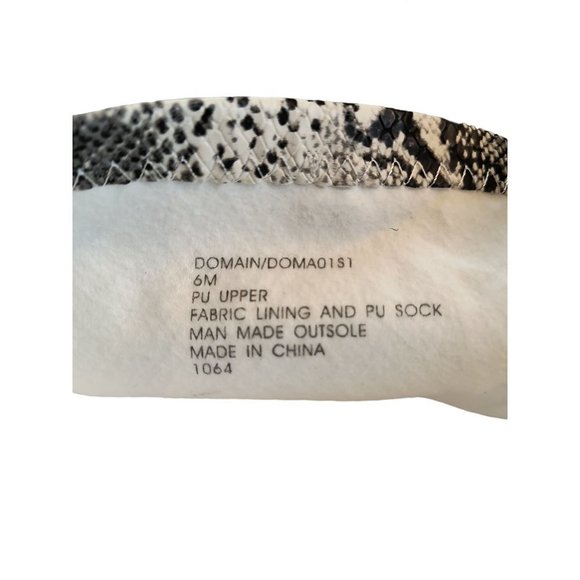 DOMAIN/DOMA01S1
6M
PU UPPER
FABRIC LINING AND PU SOCK
MAN MADE OUTSOLE
MADE IN CHINA
1064